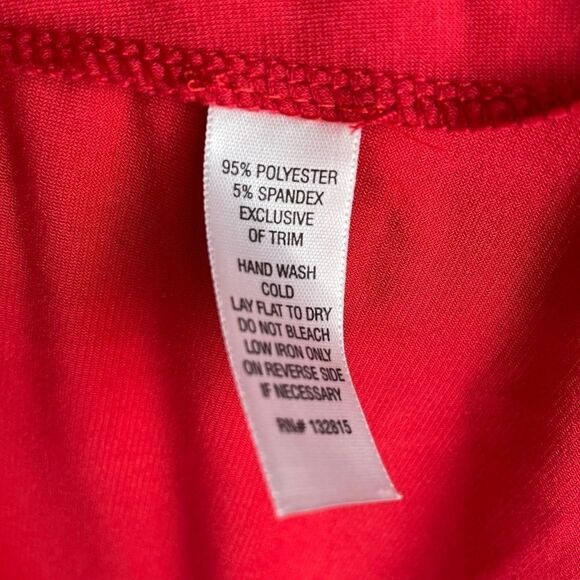 95% POLYESTER
5% SPANDEX
EXCLUSIVE
OF TRIM
HAND WASH
COLD
LAY FLAT TO DRY
DO NOT BLEACH
LOW IRON ONLY
ON REVERSE SIDE
IF NECESSARY
RN# 132815